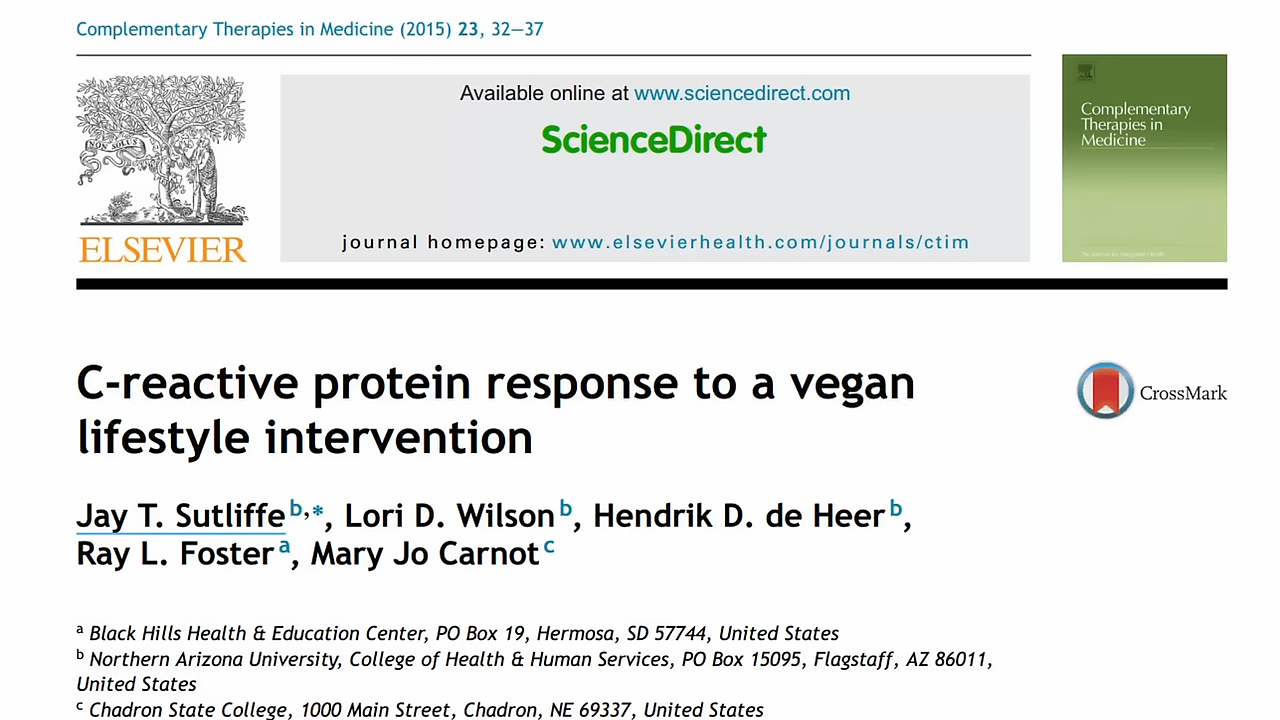 Complementary Therapies in Medicine (2015) 23, 32—37
NON SOLUS
ELSEVIER
Available online at www.sciencedirect.com
ScienceDirect
journal homepage: www.elsevierhealth.com/journals/ctim
Complementary
Therapies in
Medicine
C-reactive protein response to a vegan
lifestyle intervention
CrossMark
Jay T. Sutliffe b,*, Lori D. Wilson b, Hendrik D. de Heer b,
Ray L. Foster a, Mary Jo Carnot c
a Black Hills Health & Education Center, PO Box 19, Hermosa, SD 57744, United States
b Northern Arizona University, College of Health & Human Services, PO Box 15095, Flagstaff, AZ 86011,
United States
c Chadron State College, 1000 Main Street, Chadron, NE 69337, United States